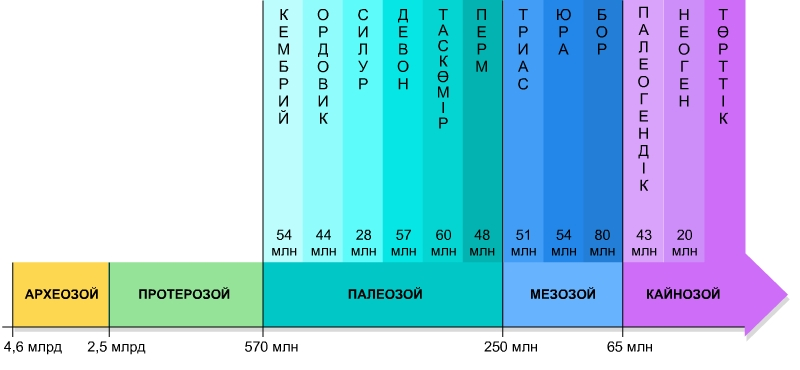 КЕМБРИЙ
ОРДОВИК
СИЛУР
ДЕВОН
ТАСКӨМІР
ПЕРМ
ТРИАС
ЮРА
БОР
ПАЛЕОГЕНДІК
НЕОГЕН
ТӨРТТІК
54 млн
44 млн
28 млн
57 млн
60 млн
48 млн
51 млн
54 млн
80 млн
43 млн
20 млн
АРХЕОЗОЙ
ПРОТЕРОЗОЙ
ПАЛЕОЗОЙ
МЕЗОЗОЙ
КАЙНОЗОЙ
4,6 млрд
2,5 млрд
570 млн
250 млн
65 млн